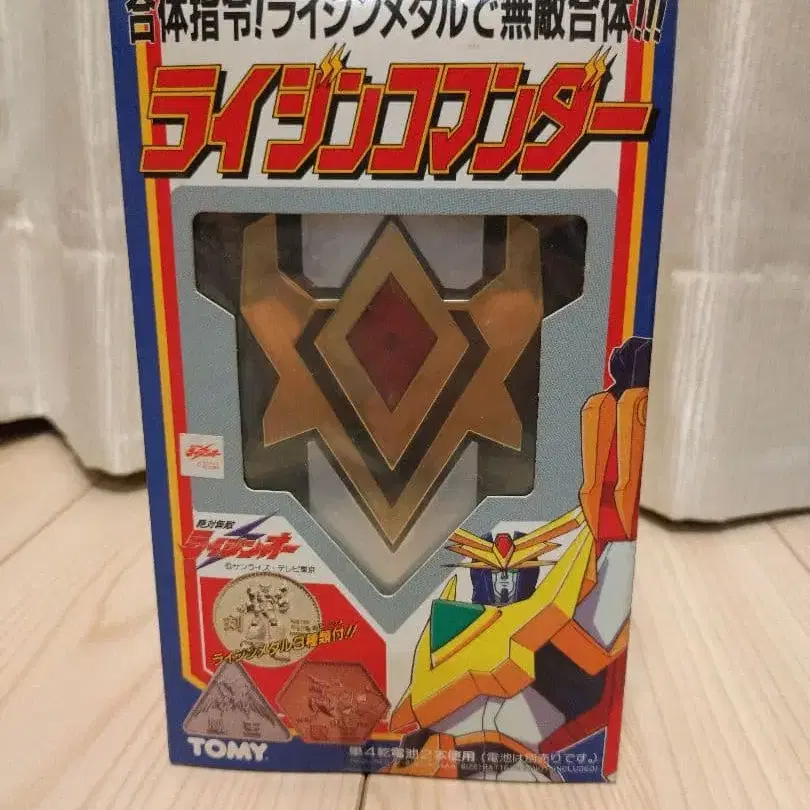 合体指令!ライジンメタルで無敵合体!!!
ライジンコマンダー
絶対無敵
ライジンオー
©サンライズ・テレビ東京
ライジンメタル3種類付!!
TOMY
単4乾電池2本使用(電池は別売りです。)